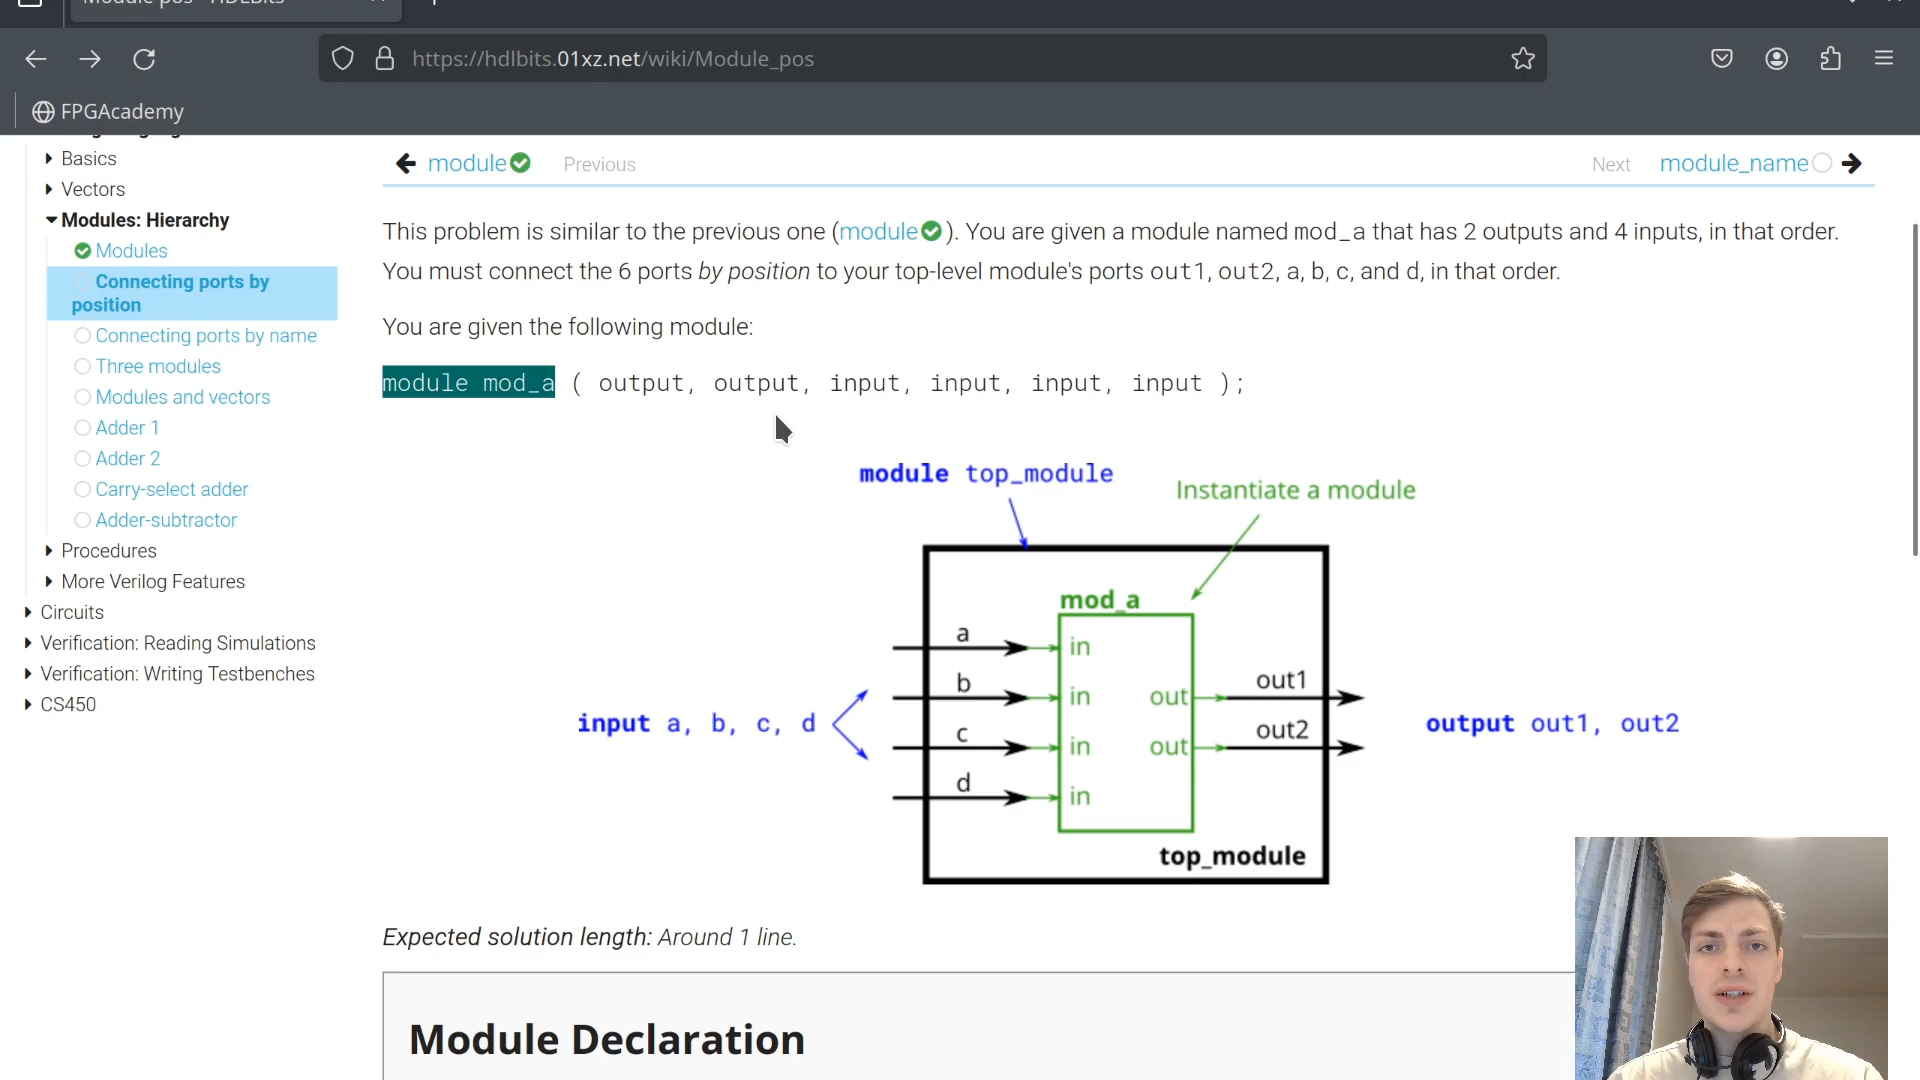 https://hdlbits.01xz.net/wiki/Module_pos
FPGAcademy
Basics
Vectors
Modules: Hierarchy
Modules
Connecting ports by
position
Connecting ports by name
Three modules
Modules and vectors
Adder 1
Adder 2
Carry-select adder
Adder-subtractor
Procedures
More Verilog Features
Circuits
Verification: Reading Simulations
Verification: Writing Testbenches
CS450
module Previous Next module_name
This problem is similar to the previous one (module). You are given a module named mod_a that has 2 outputs and 4 inputs, in that order.
You must connect the 6 ports by position to your top-level module's ports out1, out2, a, b, c, and d, in that order.
You are given the following module:
module mod_a ( output, output, input, input, input, input );
module top_module
Instantiate a module
mod_a
a in
b in out out1
input a, b, c, d
output out1, out2
c in out out2
d in
top_module
Expected solution length: Around 1 line.
Module Declaration